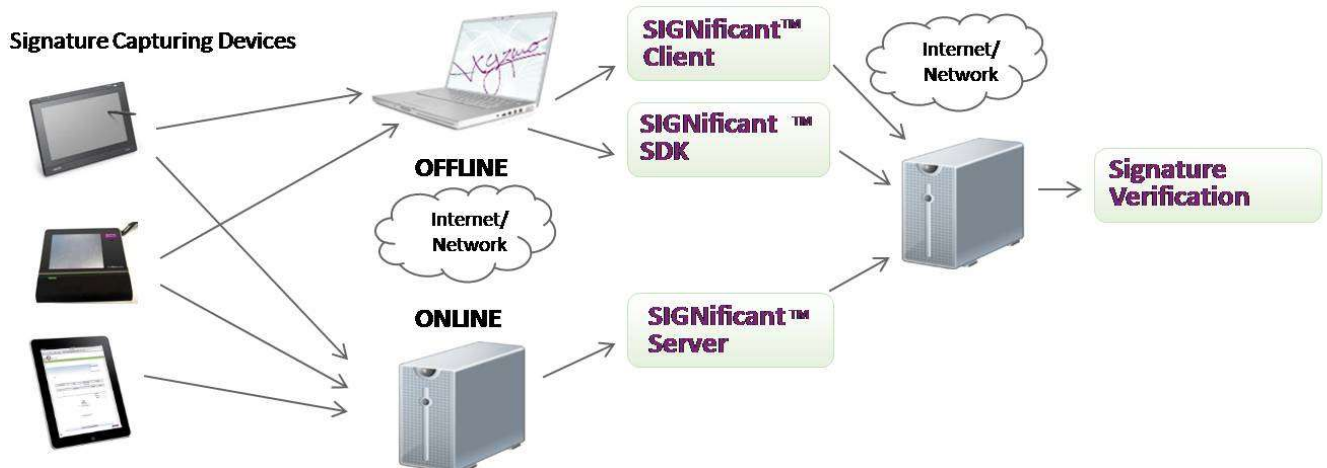 Signature Capturing Devices
SIGNificant™
Client
Internet/
Network
SIGNificant ™
SDK
OFFLINE
Signature
Verification
Internet/
Network
ONLINE
SIGNificant™
Server